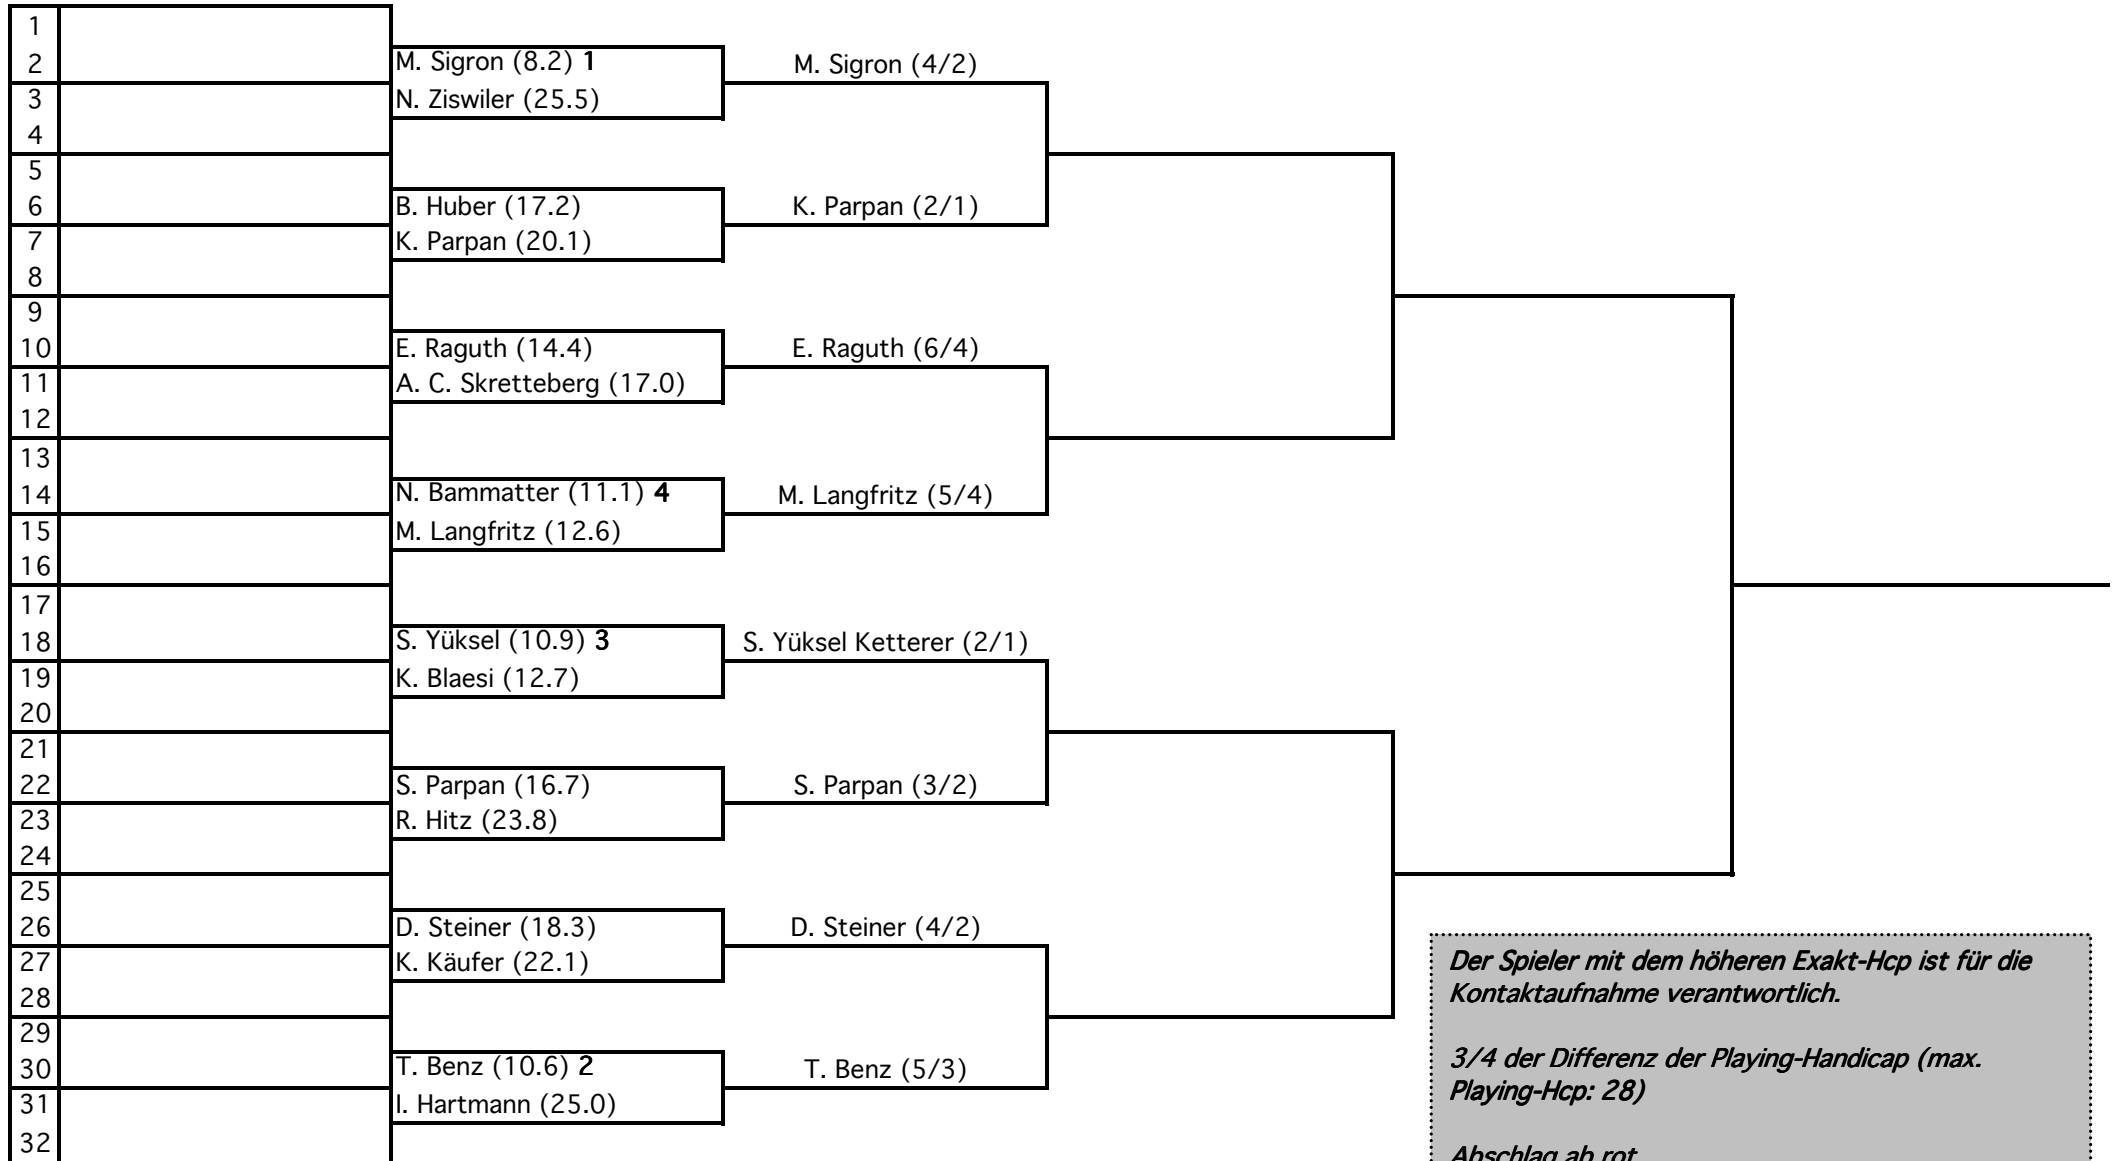 1
2 M. Sigron (8.2) 1 M. Sigron (4/2)
3 N. Ziswiler (25.5)
4
5
6 B. Huber (17.2) K. Parpan (2/1)
7 K. Parpan (20.1)
8
9
10 E. Raguth (14.4) E. Raguth (6/4)
11 A. C. Skretteberg (17.0)
12
13
14 N. Bammatter (11.1) 4 M. Langfritz (5/4)
15 M. Langfritz (12.6)
16
17
18 S. Yüksel (10.9) 3 S. Yüksel Ketterer (2/1)
19 K. Blaesi (12.7)
20
21
22 S. Parpan (16.7) S. Parpan (3/2)
23 R. Hitz (23.8)
24
25
26 D. Steiner (18.3) D. Steiner (4/2)
27 K. Käufer (22.1)
28
29
30 T. Benz (10.6) 2 T. Benz (5/3)
31 I. Hartmann (25.0)
32
Der Spieler mit dem höheren Exakt-Hcp ist für die
Kontaktaufnahme verantwortlich.
3/4 der Differenz der Playing-Handicap (max.
Playing-Hcp: 28)
Abschlag ab rot